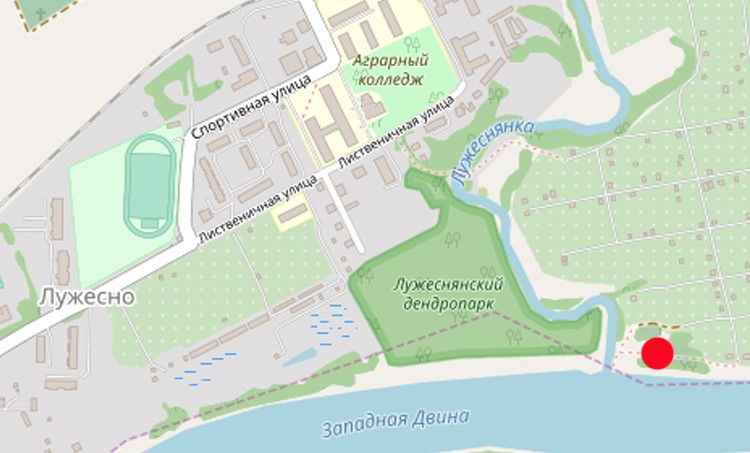 Аграрный
колледж
Спортивная улица
Лиственичная улица
Лужеснянка
Лиственичная улица
Лужеснянский
дендропарк
Лужесно
Западная Двина